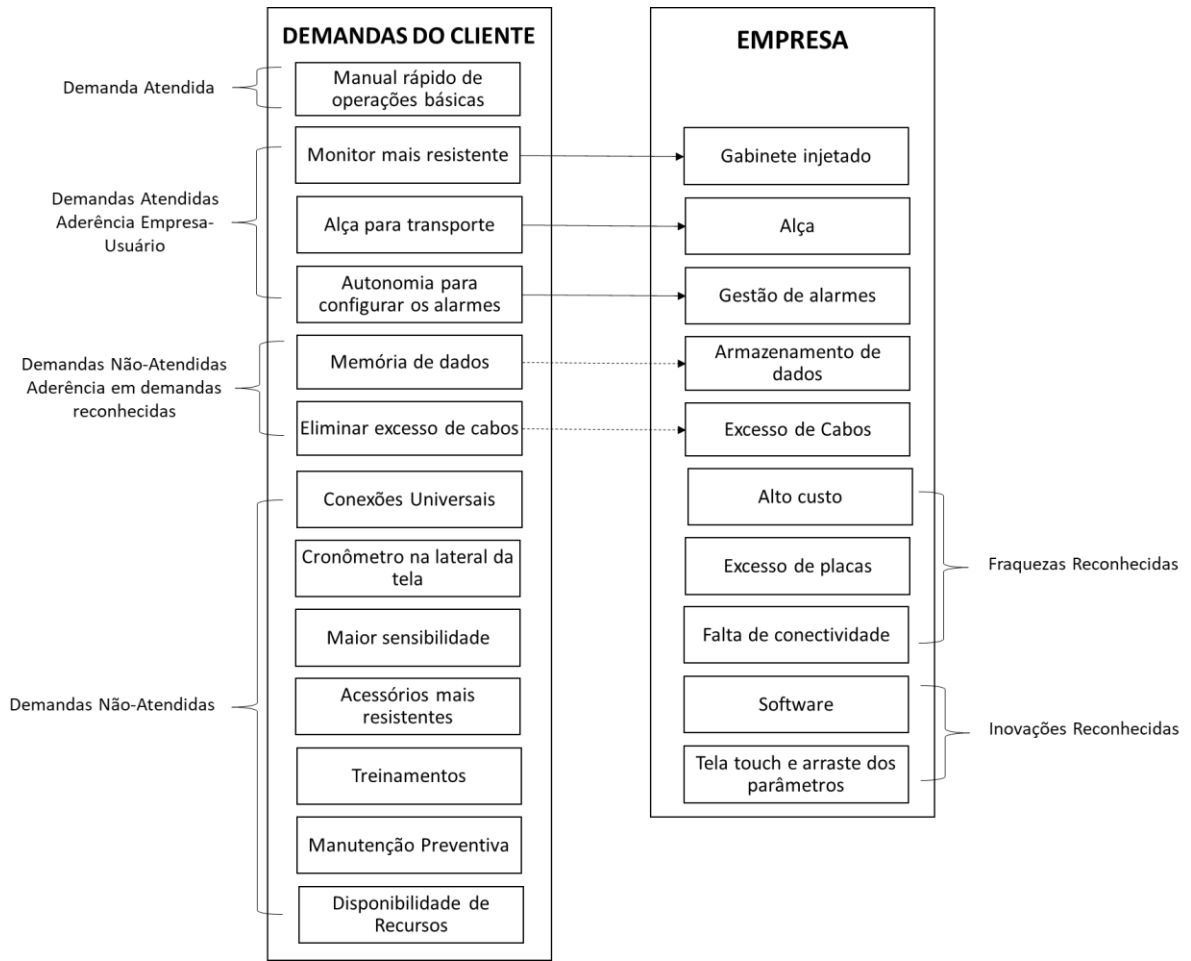 DEMANDAS DO CLIENTE
EMPRESA
Demanda Atendida
Manual rápido de
operações básicas
Demandas Atendidas
Aderência Empresa-
Usuário
Monitor mais resistente
Gabinete injetado
Alça para transporte
Alça
Autonomia para
configurar os alarmes
Gestão de alarmes
Demandas Não-Atendidas
Aderência em demandas
reconhecidas
Memória de dados
Armazenamento de
dados
Eliminar excesso de cabos
Excesso de Cabos
Demandas Não-Atendidas
Conexões Universais
Cronômetro na lateral da
tela
Maior sensibilidade
Acessórios mais
resistentes
Treinamentos
Manutenção Preventiva
Disponibilidade de
Recursos
Alto custo
Excesso de placas
Falta de conectividade
Fraquezas Reconhecidas
Software
Tela touch e arraste dos
parâmetros
Inovações Reconhecidas